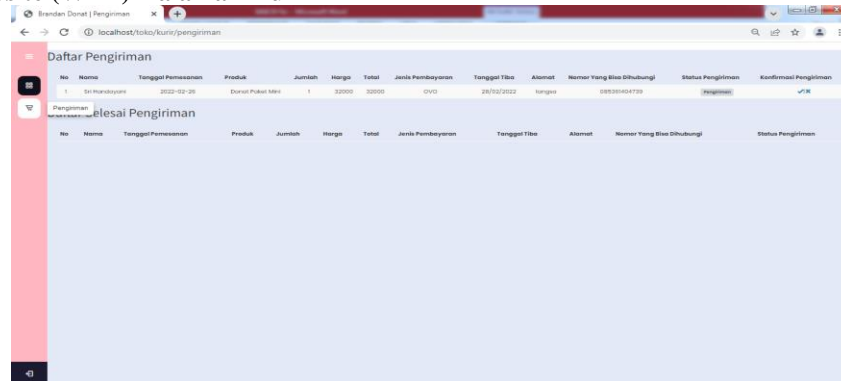 Brandan Donat | Pengiriman
localhost/toko/kurir/pengiriman
Daftar Pengiriman
No Nama Tanggal Pemesanan Produk Jumlah Harga Total Jenis Pembayaran Tanggal Tiba Alamat Nomor Yang Bisa Dihubungi Status Pengiriman Konfirmasi Pengiriman
1 Sri Handayani 2022-02-26 Donat Paket Mini 1 32000 32000 OVO 28/02/2022 langsa 085361404739 Pengiriman
Pengiriman
Selesai Pengiriman
No Nama Tanggal Pemesanan Produk Jumlah Harga Total Jenis Pembayaran Tanggal Tiba Alamat Nomor Yang Bisa Dihubungi Status Pengiriman